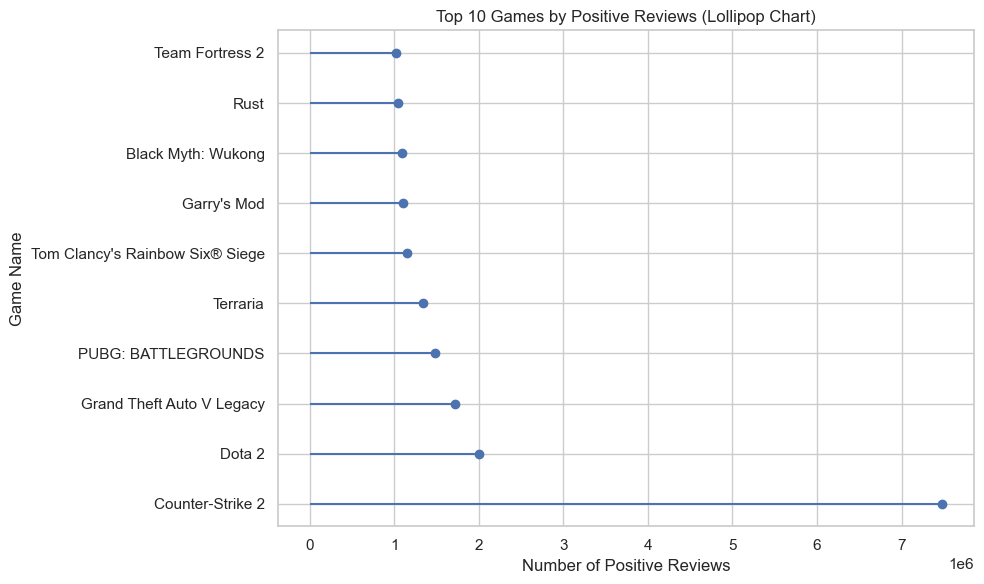 Top 10 Games by Positive Reviews (Lollipop Chart)
Game Name
Team Fortress 2
Rust
Black Myth: Wukong
Garry's Mod
Tom Clancy's Rainbow Six® Siege
Terraria
PUBG: BATTLEGROUNDS
Grand Theft Auto V Legacy
Dota 2
Counter-Strike 2
0 1 2 3 4 5 6 7
1e6
Number of Positive Reviews